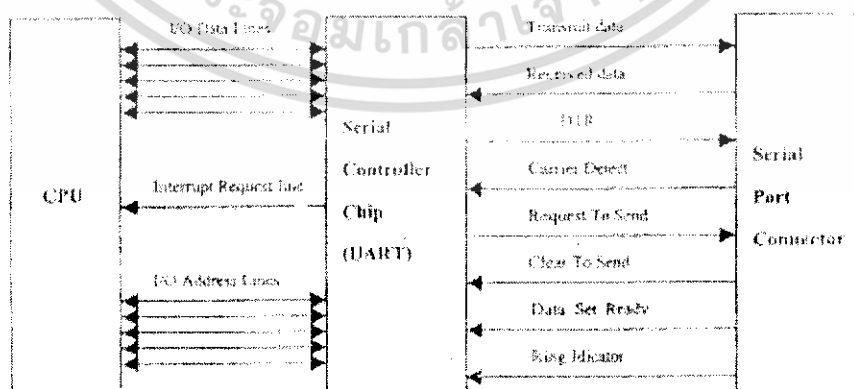 I/O Data Lines
Transmit data
Received data
DTR
Serial
Controller
Chip
(UART)
Carrier Detect
Serial
Port
Connector
CPU
Interrupt Request line
Request To Send
Clear To Send
I/O Address Lines
Data Set Ready
Ring Idicator